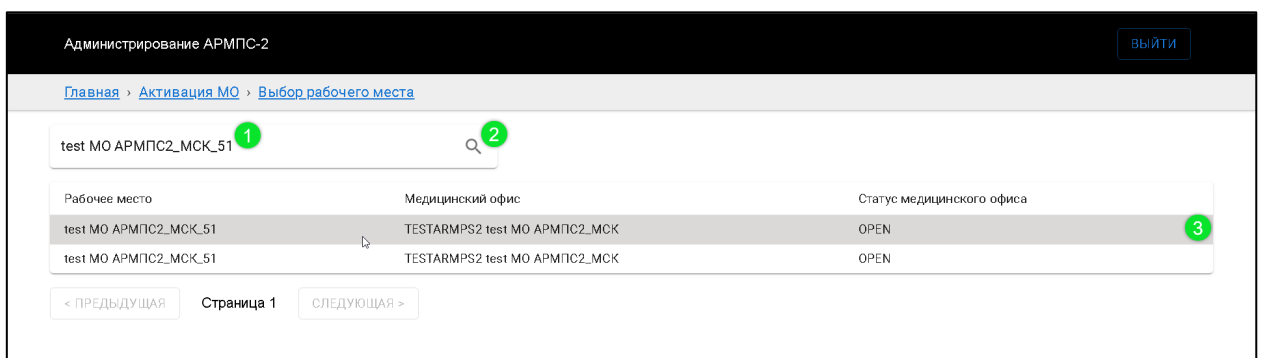 Администрирование АРМПС-2
ВЫЙТИ
Главная › Активация МО › Выбор рабочего места
test МО АРМПС2_МСК_51 1 2
Рабочее место Медицинский офис Статус медицинского офиса
test МО АРМПС2_МСК_51 TESTARMPS2 test МО АРМПС2_МСК OPEN 3
test МО АРМПС2_МСК_51 TESTARMPS2 test МО АРМПС2_МСК OPEN
< ПРЕДЫДУЩАЯ Страница 1 СЛЕДУЮЩАЯ >